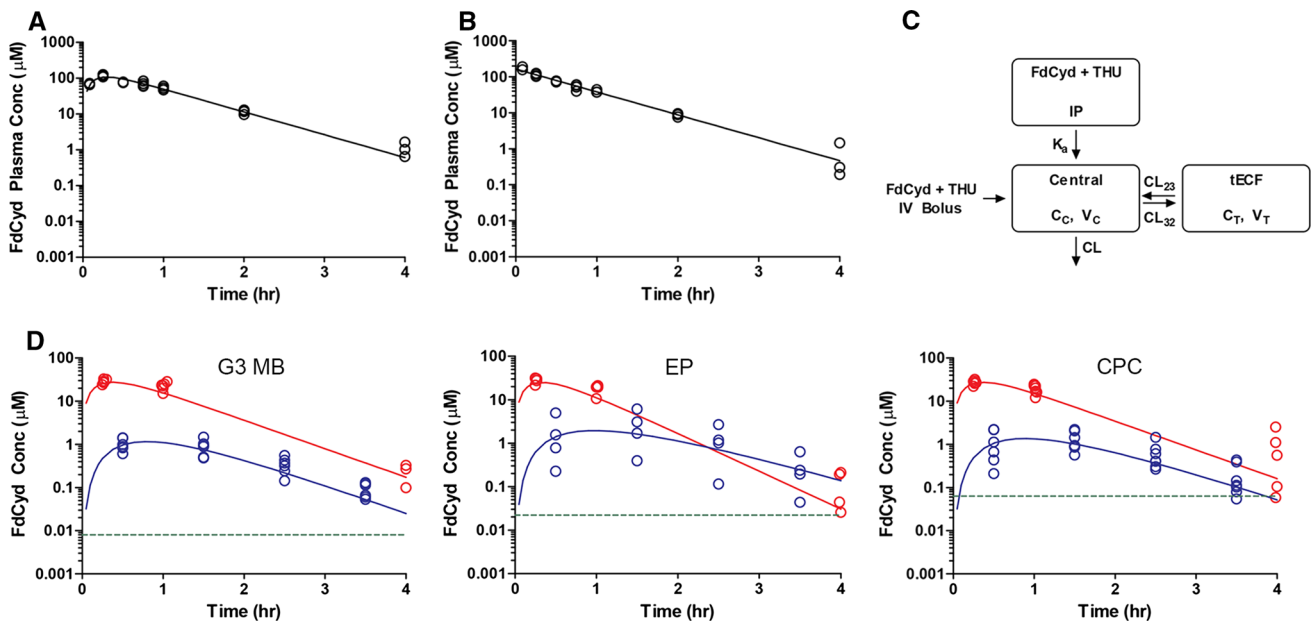 A
FdCyd Plasma Conc (μM)
1000
100
10
1
0.1
0.01
0.001
0
1
2
3
4
Time (hr)
B
FdCyd Plasma Conc (μM)
1000
100
10
1
0.1
0.01
0.001
0
1
2
3
4
Time (hr)
C
FdCyd + THU
IP
Ka
FdCyd + THU
IV Bolus
Central
CC, VC
CL23
CL32
tECF
CT, VT
CL
D
G3 MB
FdCyd Conc (μM)
100
10
1
0.1
0.01
0.001
0
1
2
3
4
Time (hr)
EP
FdCyd Conc (μM)
100
10
1
0.1
0.01
0.001
0
1
2
3
4
Time (hr)
CPC
FdCyd Conc (μM)
100
10
1
0.1
0.01
0.001
0
1
2
3
4
Time (hr)